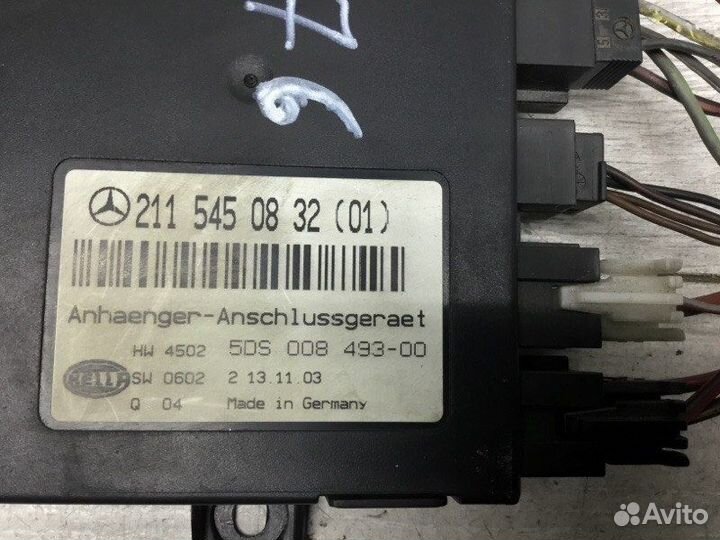 97
211 545 08 32 (01)
Anhaenger-Anschlussgeraet
HW 4502 5DS 008 493-00
HELLA SW 0602 2 13.11.03
Q 04 Made in Germany
Avito